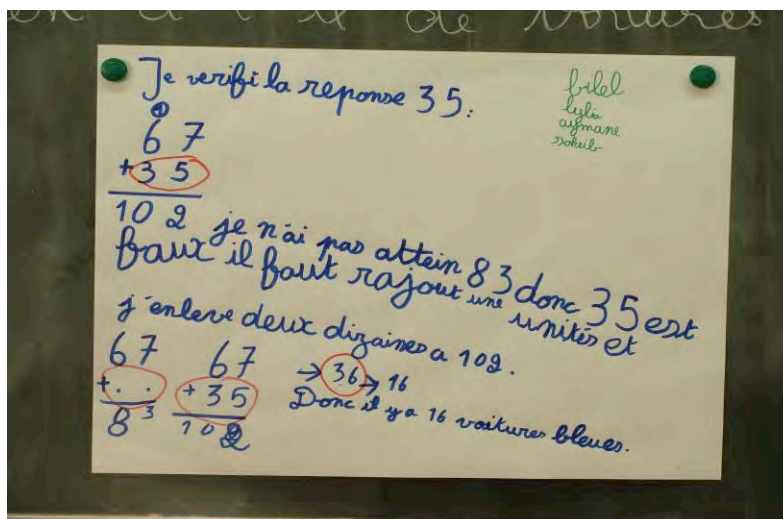 de voitures
Je verifi la reponse 35:
bilel
lylia
aymane
soheib
1
67
+35
102
je n'ai pas attein 83 donc 35 est
faux il faut rajout une unités et
j'enleve deux dizaines a 102.
67
+. .
83
67
+35
102
→ 36 → 16
Donc il y a 16 voitures bleues.